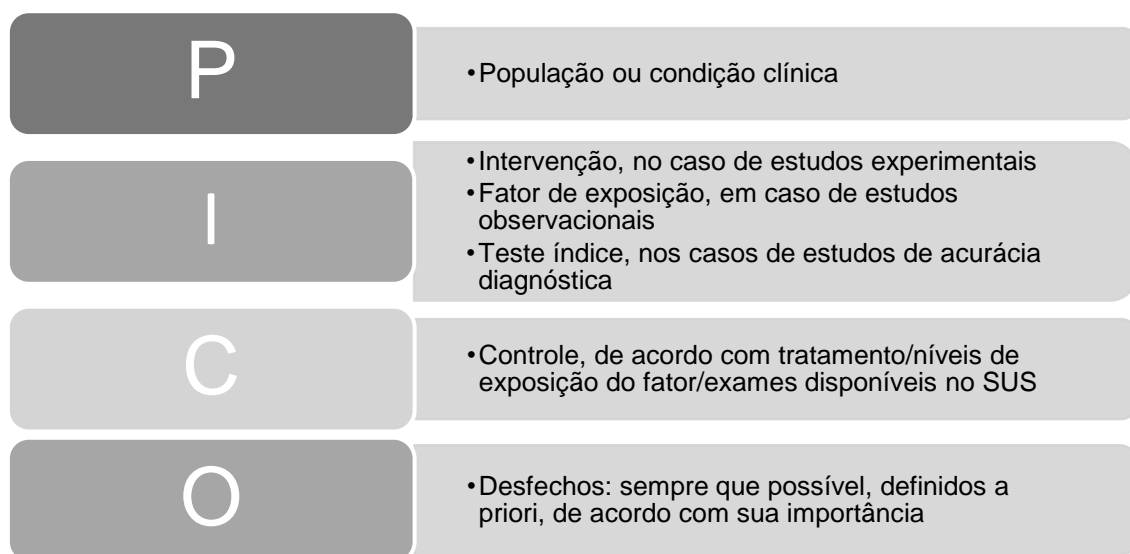 P
•População ou condição clínica
I
•Intervenção, no caso de estudos experimentais
•Fator de exposição, em caso de estudos
observacionais
•Teste índice, nos casos de estudos de acurácia
diagnóstica
C
•Controle, de acordo com tratamento/níveis de
exposição do fator/exames disponíveis no SUS
O
•Desfechos: sempre que possível, definidos a
priori, de acordo com sua importância